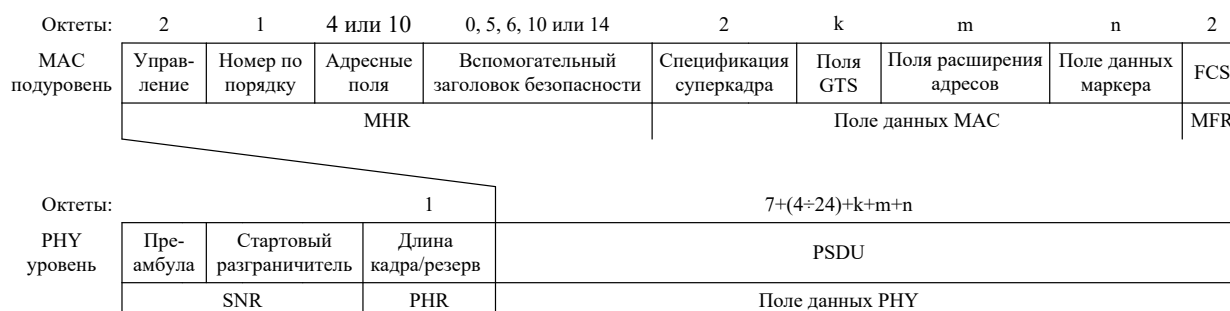 Октеты: 2 1 4 или 10 0, 5, 6, 10 или 14 2 k m n 2
MAC подуровень Управ- Номер по Адресные Вспомогательный Спецификация Поля Поля расширения Поле данных FCS
ление порядку поля заголовок безопасности суперкадра GTS адресов маркера
MHR Поле данных MAC MFR
Октеты: 1 7+(4÷24)+k+m+n
PHY уровень Пре- Стартовый Длина PSDU
амбула разграничитель кадра/резерв
SNR PHR Поле данных PHY